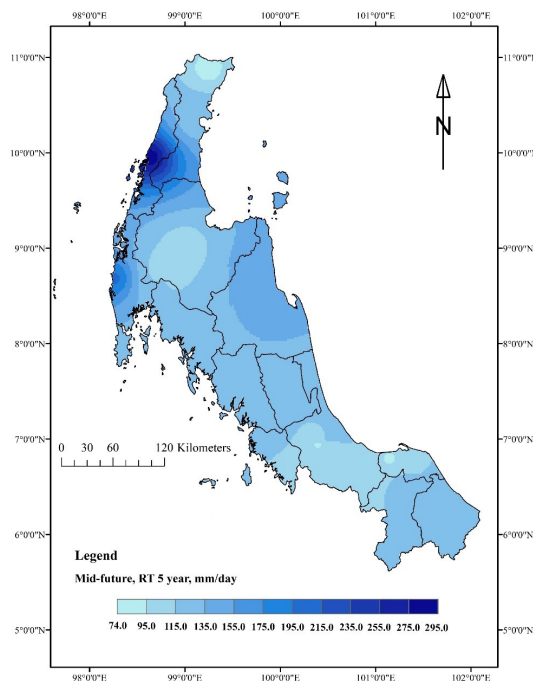 98°0'0"E 99°0'0"E 100°0'0"E 101°0'0"E 102°0'0"E
11°0'0"N 11°0'0"N
N
10°0'0"N 10°0'0"N
9°0'0"N 9°0'0"N
8°0'0"N 8°0'0"N
7°0'0"N 7°0'0"N
0 30 60 120 Kilometers
6°0'0"N 6°0'0"N
Legend
Mid-future, RT 5 year, mm/day
74.0 95.0 115.0 135.0 155.0 175.0 195.0 215.0 235.0 255.0 275.0 295.0
5°0'0"N 5°0'0"N
98°0'0"E 99°0'0"E 100°0'0"E 101°0'0"E 102°0'0"E